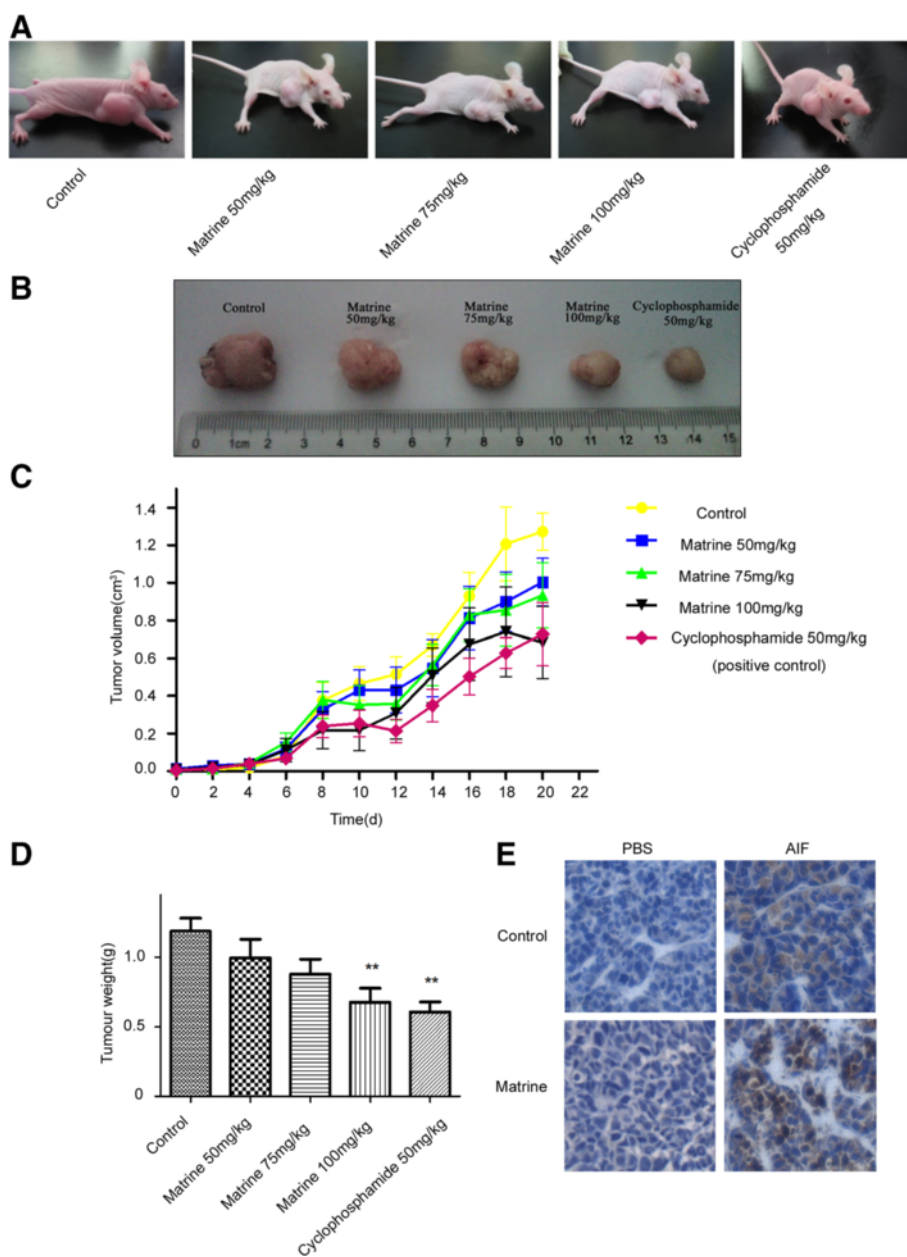 A
Control
Matrine 50mg/kg
Matrine 75mg/kg
Matrine 100mg/kg
Cyclophosphamide
50mg/kg
B
Control
Matrine
50mg/kg
Matrine
75mg/kg
Matrine
100mg/kg
Cyclophosphamide
50mg/kg
0 1cm 2 3 4 5 6 7 8 9 10 11 12 13 14 15
C
Tumor volume(cm³)
1.4
1.2
1.0
0.8
0.6
0.4
0.2
0.0
0 2 4 6 8 10 12 14 16 18 20 22
Time(d)
Control
Matrine 50mg/kg
Matrine 75mg/kg
Matrine 100mg/kg
Cyclophosphamide 50mg/kg
(positive control)
D
Tumour weight(g)
1.0
0.5
0
** **
Control
Matrine 50mg/kg
Matrine 75mg/kg
Matrine 100mg/kg
Cyclophosphamide 50mg/kg
E
PBS AIF
Control
Matrine